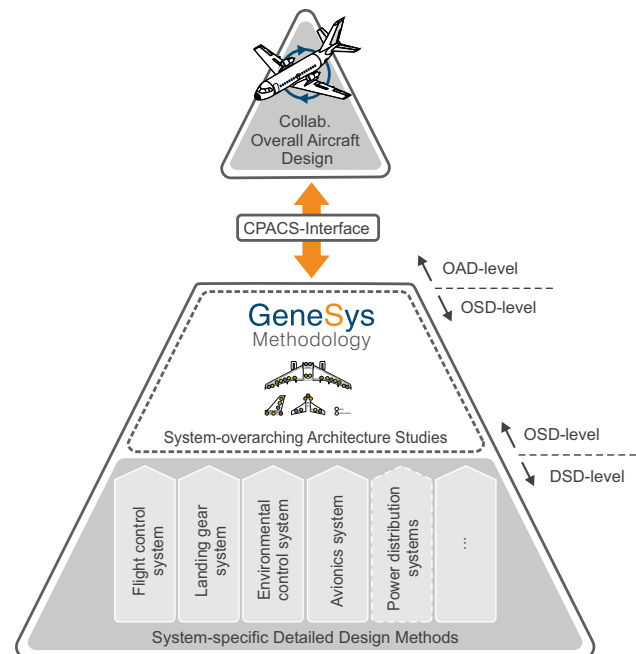 Collab.
Overall Aircraft
Design
CPACS-Interface
OAD-level
OSD-level
GeneSys
Methodology
System-overarching Architecture Studies
OSD-level
DSD-level
Flight control
system
Landing gear
system
Environmental
control system
Avionics system
Power distribution
systems
...
System-specific Detailed Design Methods